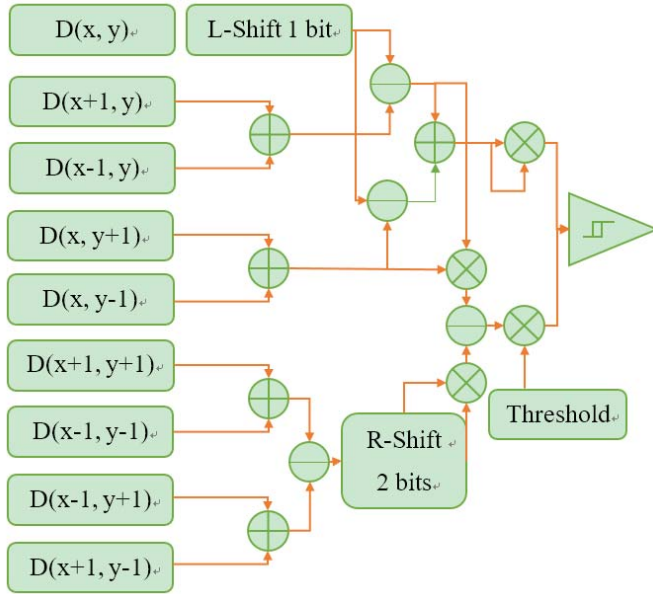 D(x, y)
L-Shift 1 bit
D(x+1, y)
D(x-1, y)
D(x, y+1)
D(x, y-1)
D(x+1, y+1)
D(x-1, y-1)
D(x-1, y+1)
D(x+1, y-1)
R-Shift
2 bits
Threshold